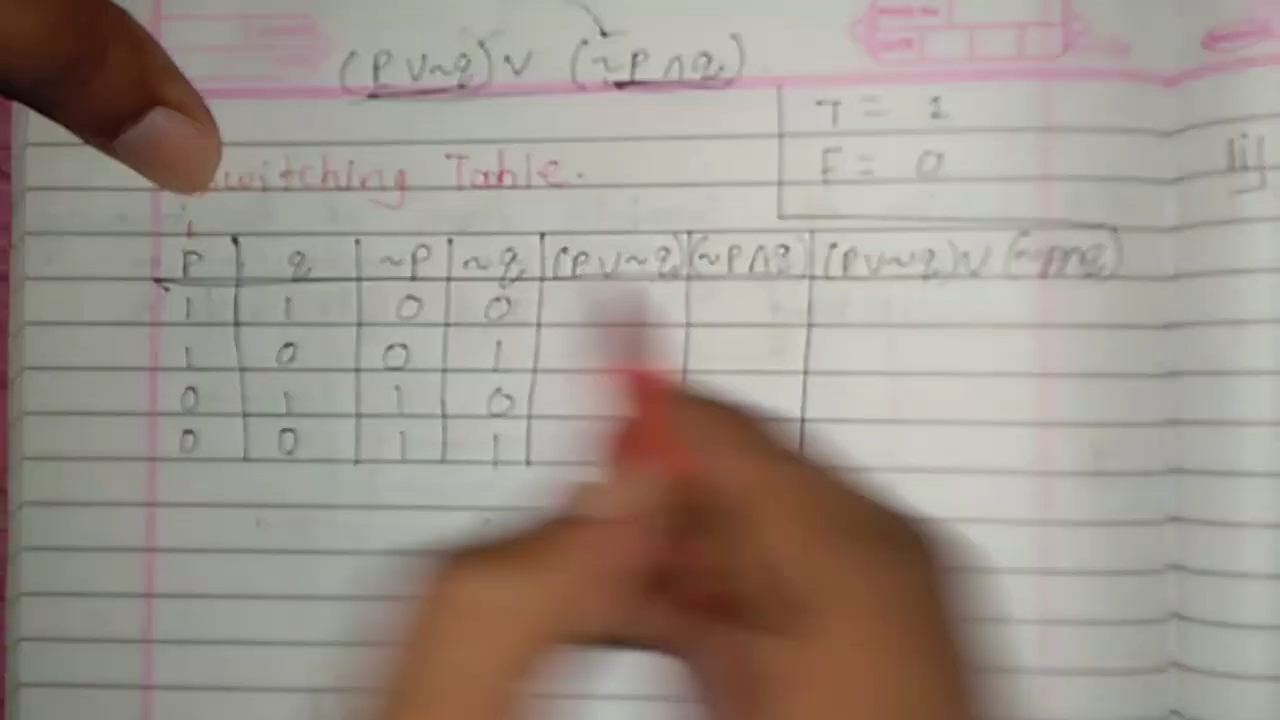 (P∨~q)∨ (~P∧q)
T = 1
F = 0
Switching Table.
ii]
P q ~P ~q (P∨~q) (~P∧q) (P∨~q)∨(~P∧q)
1 1 0 0
1 0 0 1
0 1 1 0
0 0 1 1